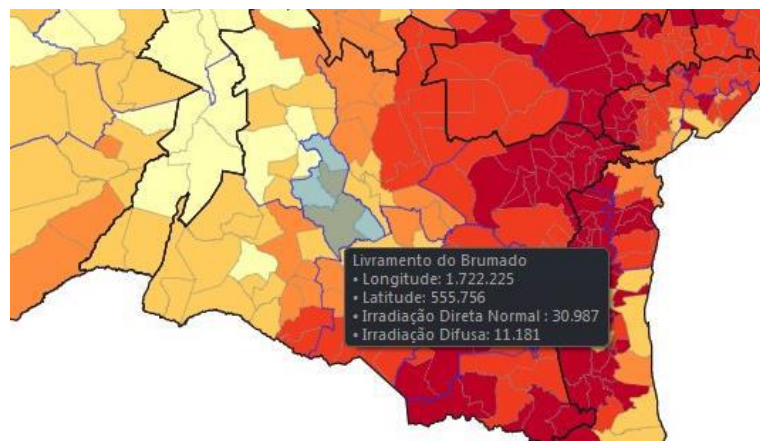 Livramento do Brumado
• Longitude: 1.722.225
• Latitude: 555.756
• Irradiação Direta Normal : 30.987
• Irradiação Difusa: 11.181